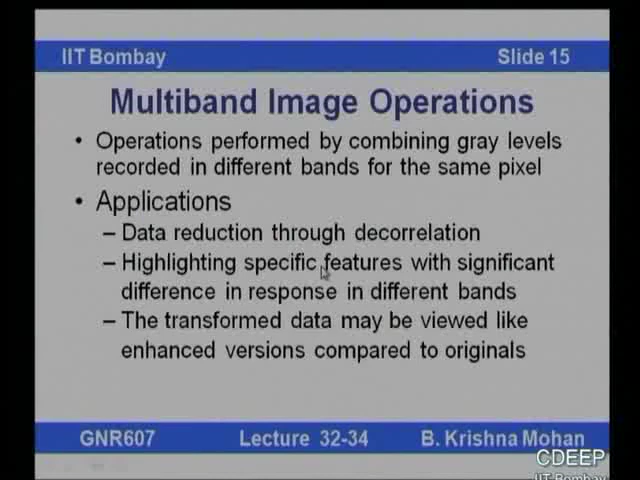 IIT Bombay
Slide 15
Multiband Image Operations
• Operations performed by combining gray levels
recorded in different bands for the same pixel
• Applications
– Data reduction through decorrelation
– Highlighting specific features with significant
difference in response in different bands
– The transformed data may be viewed like
enhanced versions compared to originals
GNR607
Lecture 32-34
B. Krishna Mohan
CDEEP
IIT Bombay